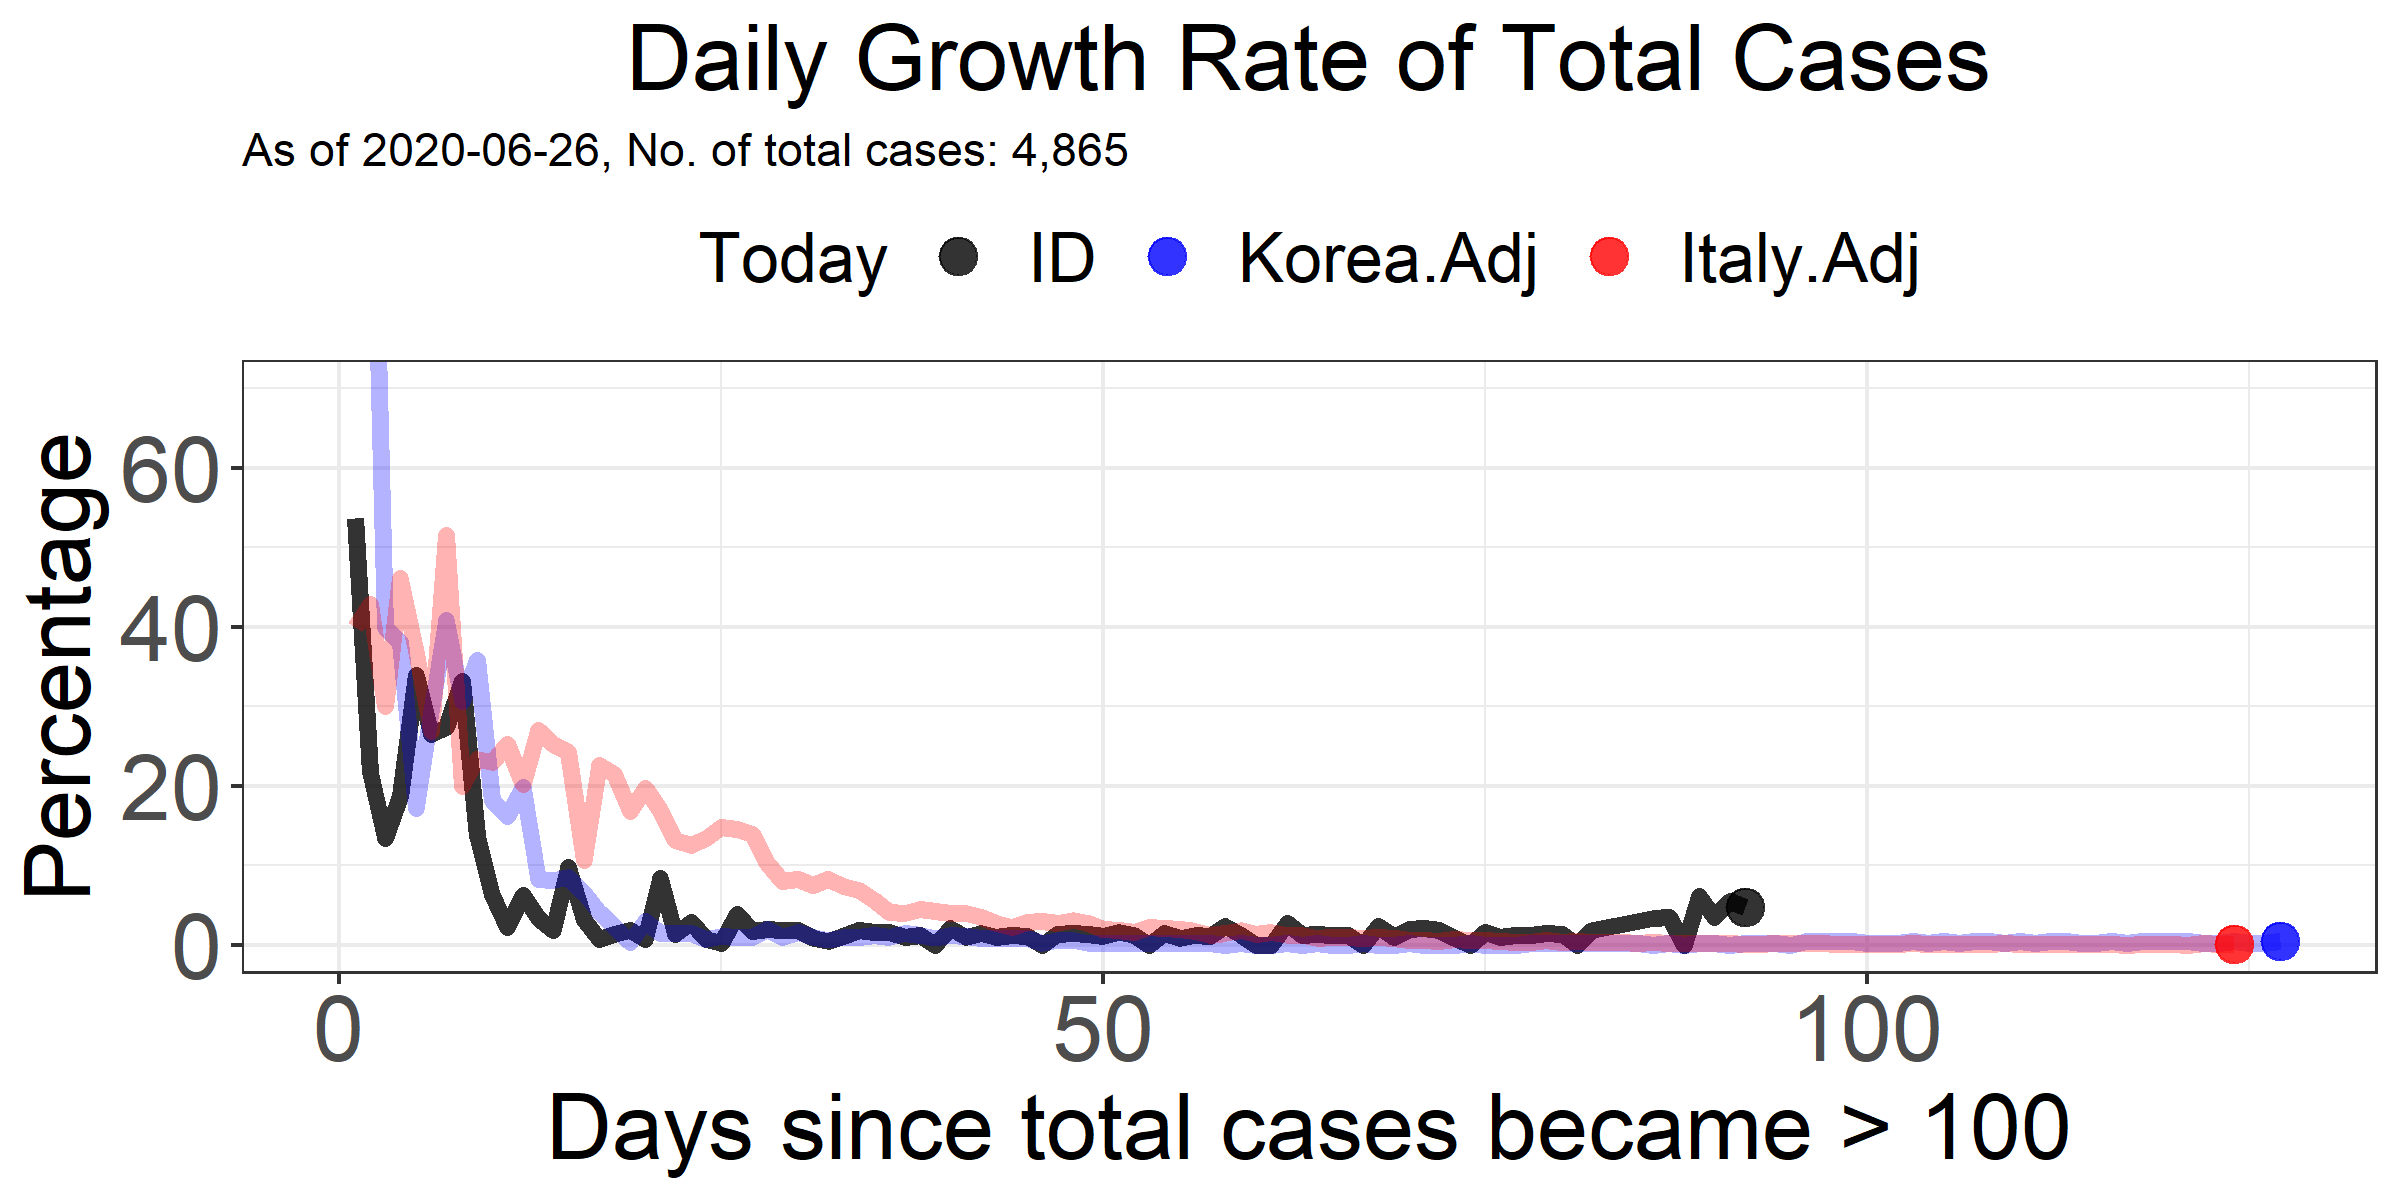 Daily Growth Rate of Total Cases
As of 2020-06-26, No. of total cases: 4,865
Today ID Korea.Adj Italy.Adj
Percentage
60
40
20
0
0 50 100
Days since total cases became > 100